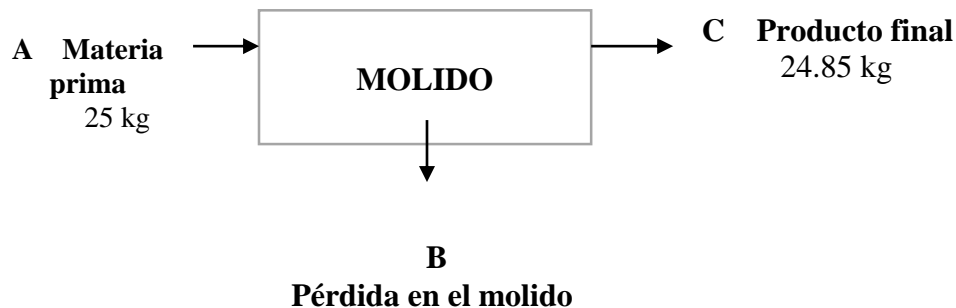 A Materia
prima
25 kg
MOLIDO
C Producto final
24.85 kg
B
Pérdida en el molido